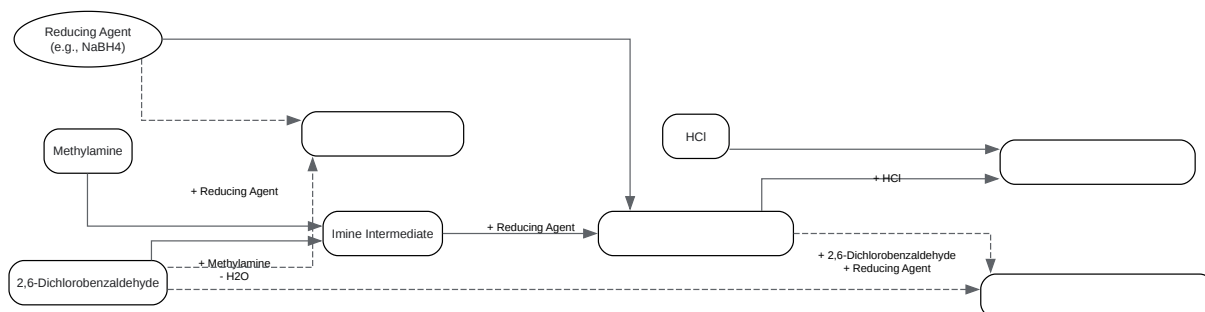 Reducing Agent
(e.g., NaBH4)
HCl
Methylamine
+ HCl
+ Reducing Agent
Imine Intermediate
+ Reducing Agent
+ 2,6-Dichlorobenzaldehyde
+ Reducing Agent
+ Methylamine
- H2O
2,6-Dichlorobenzaldehyde